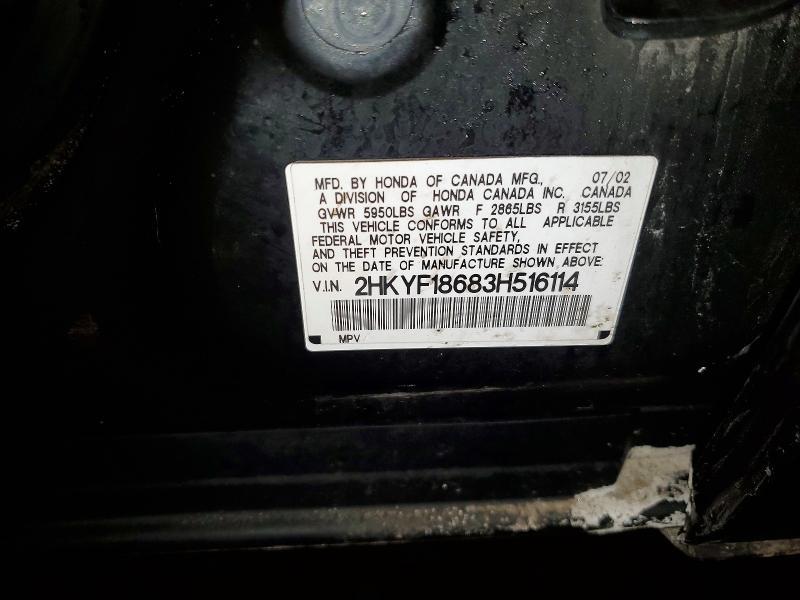 MFD. BY HONDA OF CANADA MFG., 07/02
A DIVISION OF HONDA CANADA INC. CANADA
GVWR 5950LBS GAWR F 2865LBS R 3155LBS
THIS VEHICLE CONFORMS TO ALL APPLICABLE
FEDERAL MOTOR VEHICLE SAFETY,
AND THEFT PREVENTION STANDARDS IN EFFECT
ON THE DATE OF MANUFACTURE SHOWN ABOVE:
V.I.N. 2HKYF18683H516114
MPV